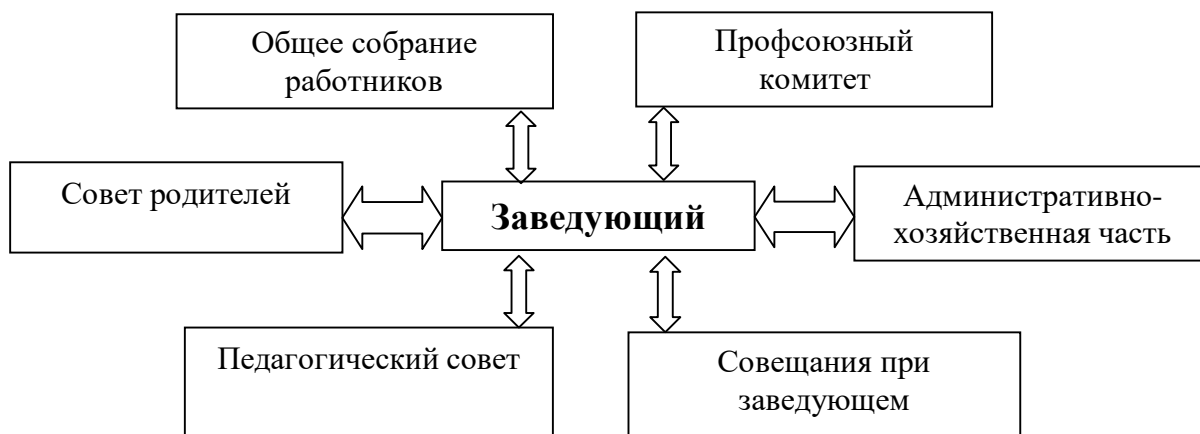 Общее собрание
работников
Профсоюзный
комитет
Совет родителей
Заведующий
Административно-
хозяйственная часть
Педагогический совет
Совещания при
заведующем